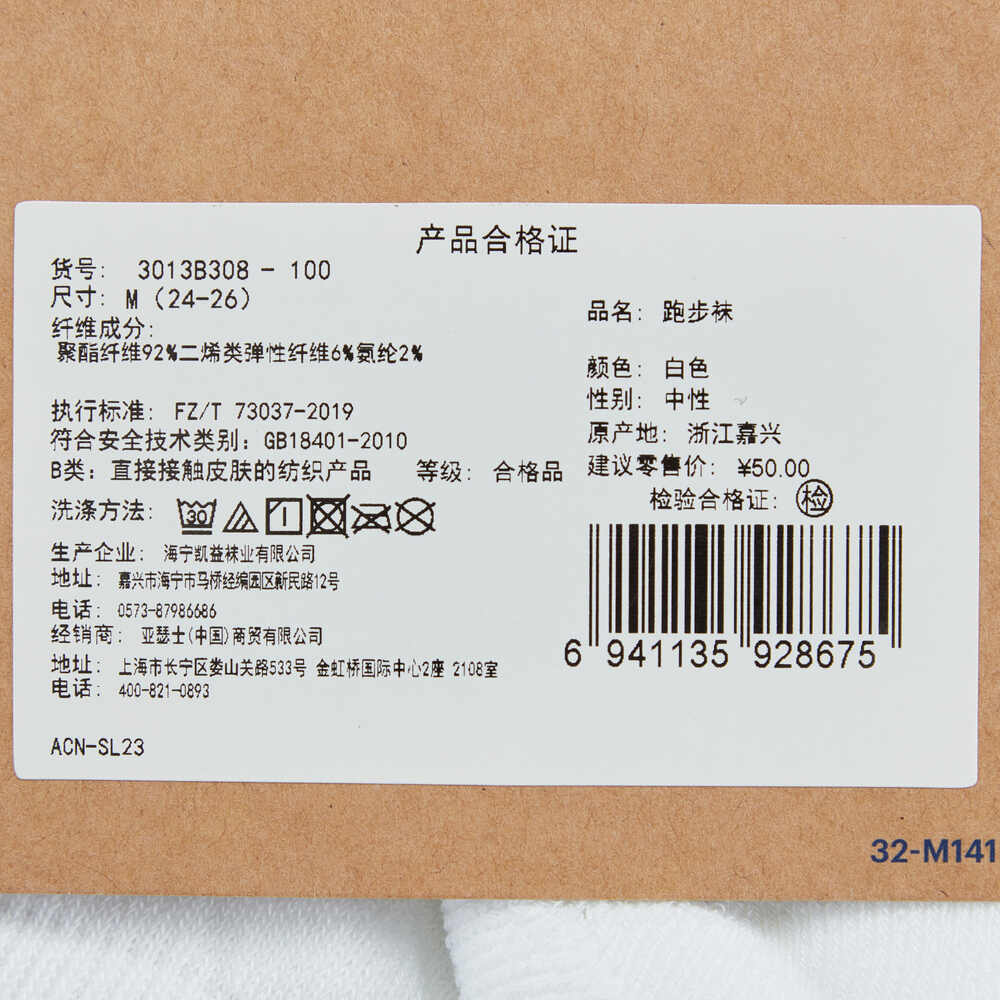 产品合格证
货号: 3013B308 - 100
尺寸: M (24-26)
纤维成分:
聚酯纤维92%二烯类弹性纤维6%氨纶2%
执行标准: FZ/T 73037-2019
符合安全技术类别: GB18401-2010
B类: 直接接触皮肤的纺织产品 等级: 合格品
洗涤方法: 30
生产企业: 海宁凯益袜业有限公司
地址: 嘉兴市海宁市马桥经编园区新民路12号
电话: 0573-87986686
经销商: 亚瑟士(中国)商贸有限公司
地址: 上海市长宁区娄山关路533号 金虹桥国际中心2座 2108室
电话: 400-821-0893
ACN-SL23
品名: 跑步袜
颜色: 白色
性别: 中性
原产地: 浙江嘉兴
建议零售价: ¥50.00
检验合格证: 检
6 941135 928675
32-M141